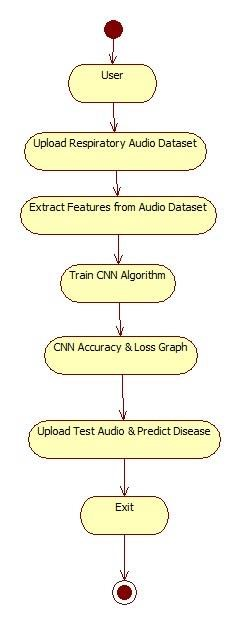 User
Upload Respiratory Audio Dataset
Extract Features from Audio Dataset
Train CNN Algorithm
CNN Accuracy & Loss Graph
Upload Test Audio & Predict Disease
Exit